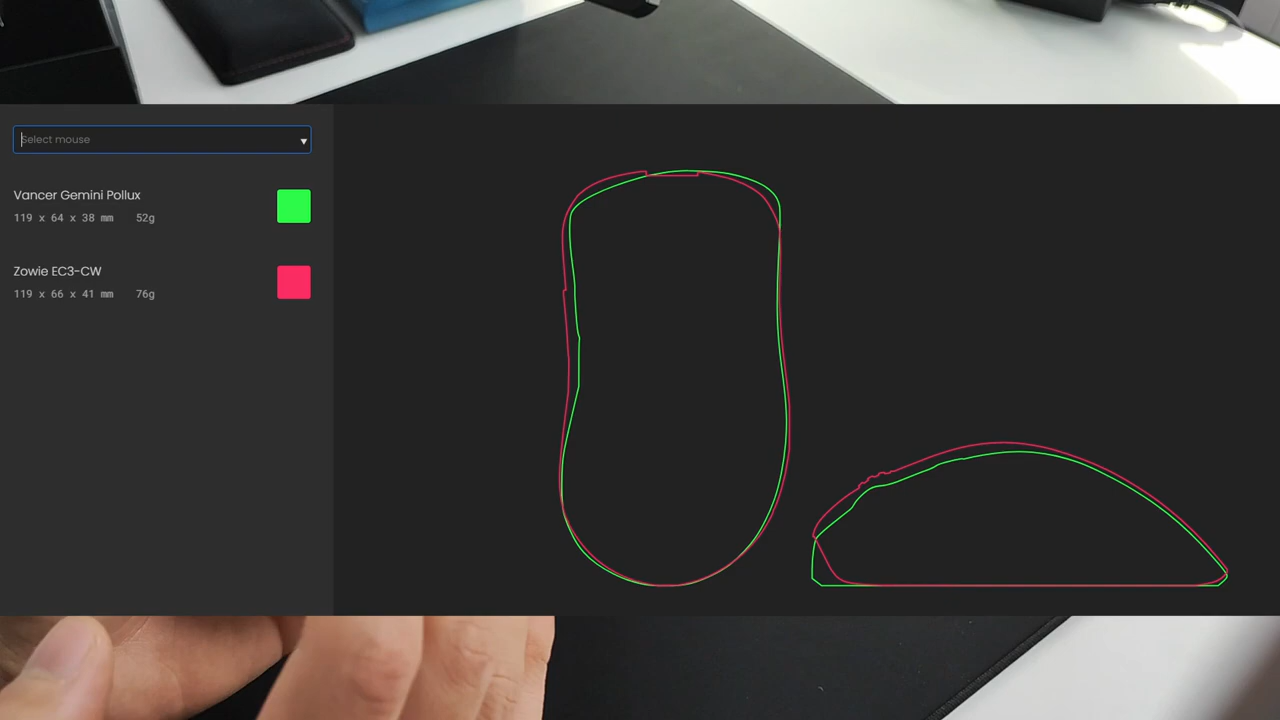 Select mouse
Vancer Gemini Pollux
119 x 64 x 38 mm 52g
Zowie EC3-CW
119 x 66 x 41 mm 76g